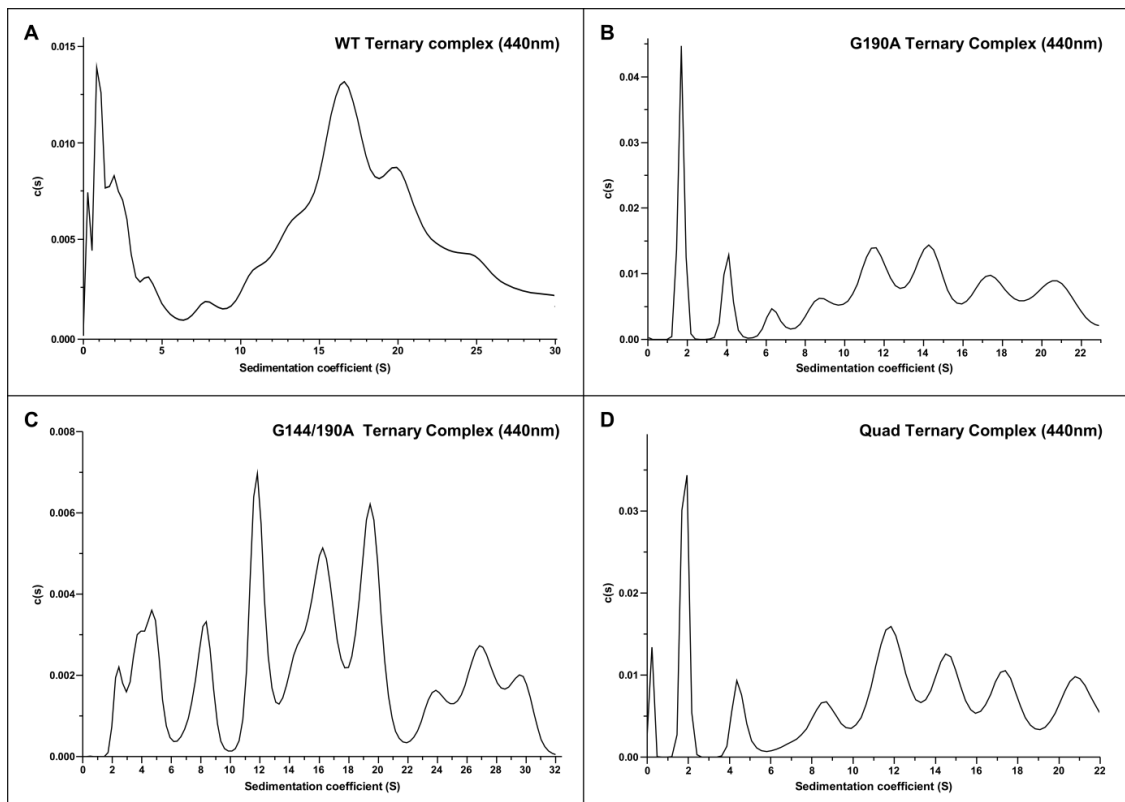 A
WT Ternary complex (440nm)
0.015
0.010
0.005
0.000
c(s)
0 5 10 15 20 25 30
Sedimentation coefficient (S)
B
G190A Ternary Complex (440nm)
0.04
0.03
0.02
0.01
0.00
c(s)
0 2 4 6 8 10 12 14 16 18 20 22
Sedimentation coefficient (S)
C
G144/190A Ternary Complex (440nm)
0.008
0.006
0.004
0.002
0.000
c(s)
0 2 4 6 8 10 12 14 16 18 20 22 24 26 28 30 32
Sedimentation coefficient (S)
D
Quad Ternary Complex (440nm)
0.03
0.02
0.01
0.00
c(s)
0 2 4 6 8 10 12 14 16 18 20 22
Sedimentation coefficient (S)